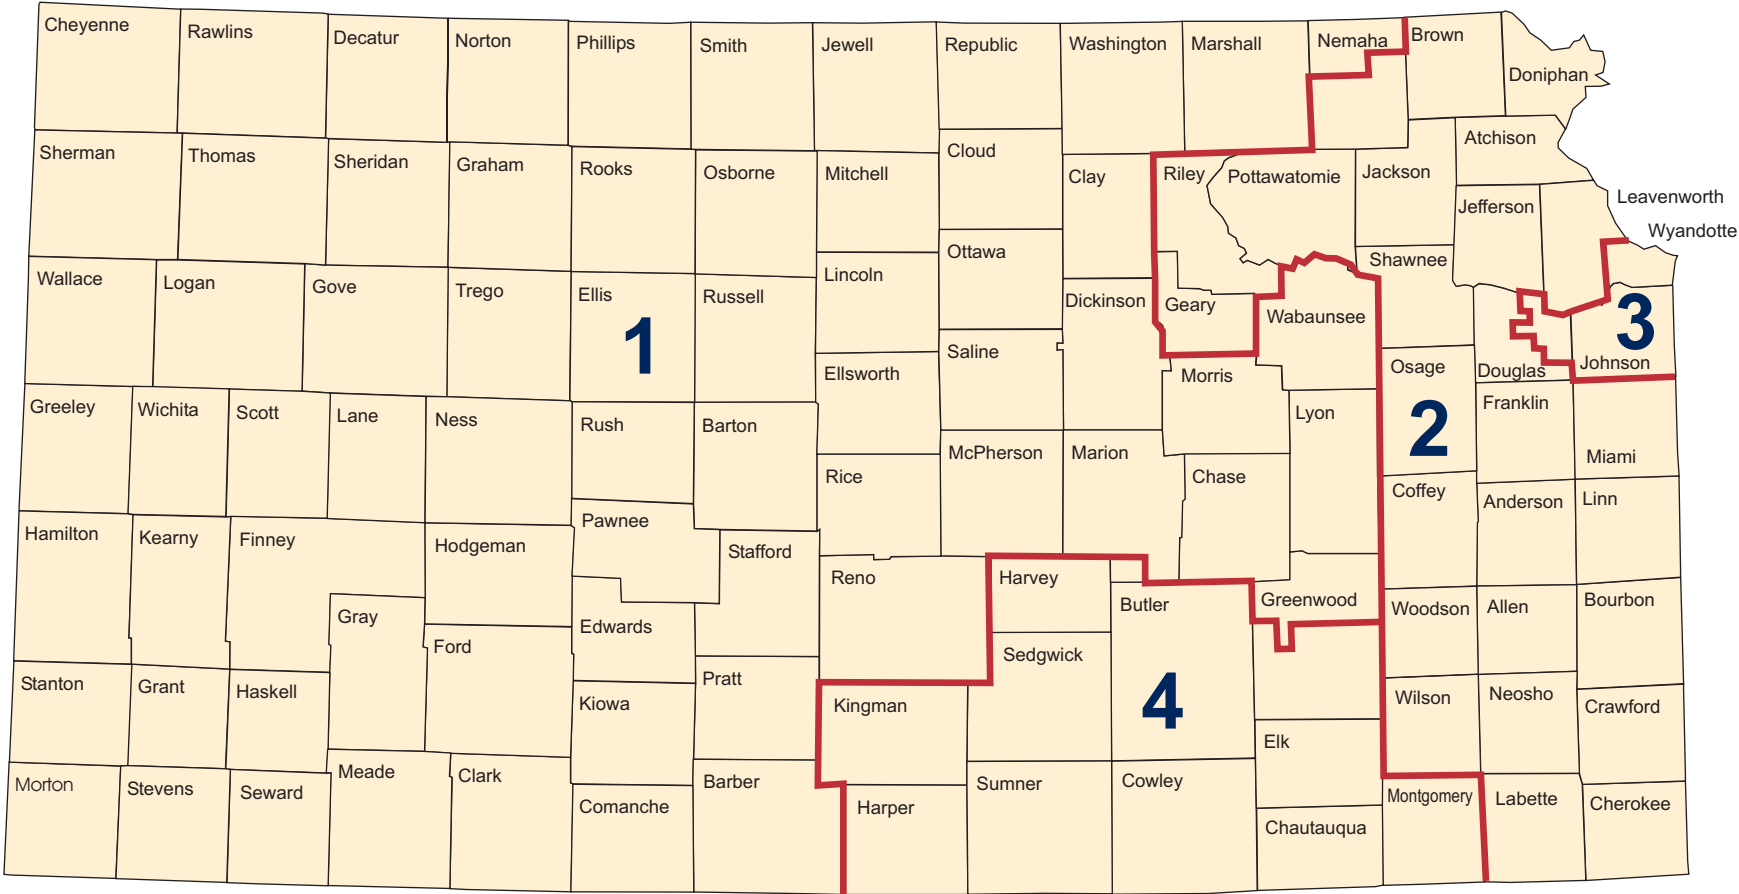 Cheyenne
Rawlins
Decatur
Norton
Phillips
Smith
Jewell
Republic
Washington
Marshall
Nemaha
Brown
Doniphan
Sherman
Thomas
Sheridan
Graham
Rooks
Osborne
Mitchell
Cloud
Clay
Riley
Pottawatomie
Jackson
Atchison
Jefferson
Leavenworth
Wyandotte
Wallace
Logan
Gove
Trego
Ellis
Russell
Lincoln
Ottawa
Dickinson
Geary
Wabaunsee
Shawnee
1
3
Saline
Ellsworth
Morris
Osage
Douglas
Johnson
Greeley
Wichita
Scott
Lane
Ness
Rush
Barton
Rice
McPherson
Marion
Chase
Lyon
2
Franklin
Miami
Coffey
Anderson
Linn
Hamilton
Kearny
Finney
Hodgeman
Pawnee
Stafford
Reno
Harvey
Butler
Greenwood
Woodson
Allen
Bourbon
Gray
Ford
Edwards
Sedgwick
Stanton
Grant
Haskell
Kiowa
Pratt
Kingman
4
Wilson
Neosho
Crawford
Elk
Morton
Stevens
Seward
Meade
Clark
Comanche
Barber
Harper
Sumner
Cowley
Chautauqua
Montgomery
Labette
Cherokee